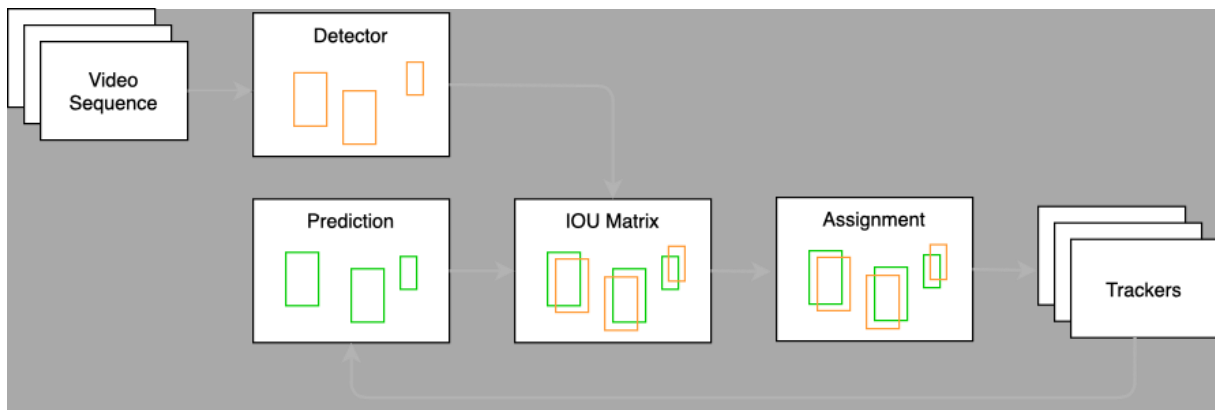 Video
Sequence
Detector
Prediction
IOU Matrix
Assignment
Trackers